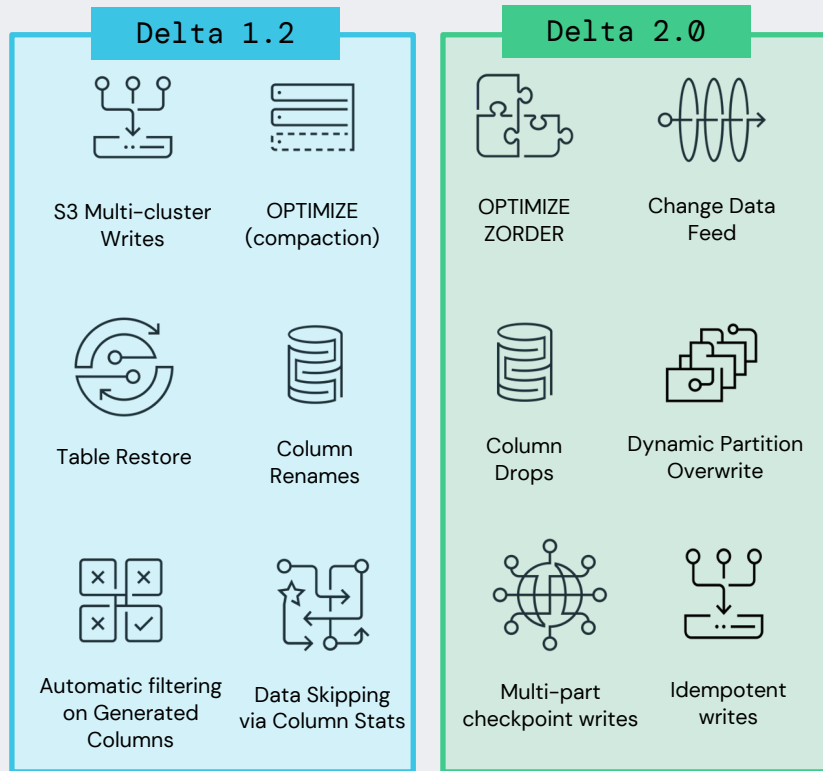 Delta 1.2
S3 Multi-cluster
Writes
OPTIMIZE
(compaction)
Table Restore
Column
Renames
Automatic filtering
on Generated
Columns
Data Skipping
via Column Stats
Delta 2.0
OPTIMIZE
ZORDER
Change Data
Feed
Column
Drops
Dynamic Partition
Overwrite
Multi-part
checkpoint writes
Idempotent
writes